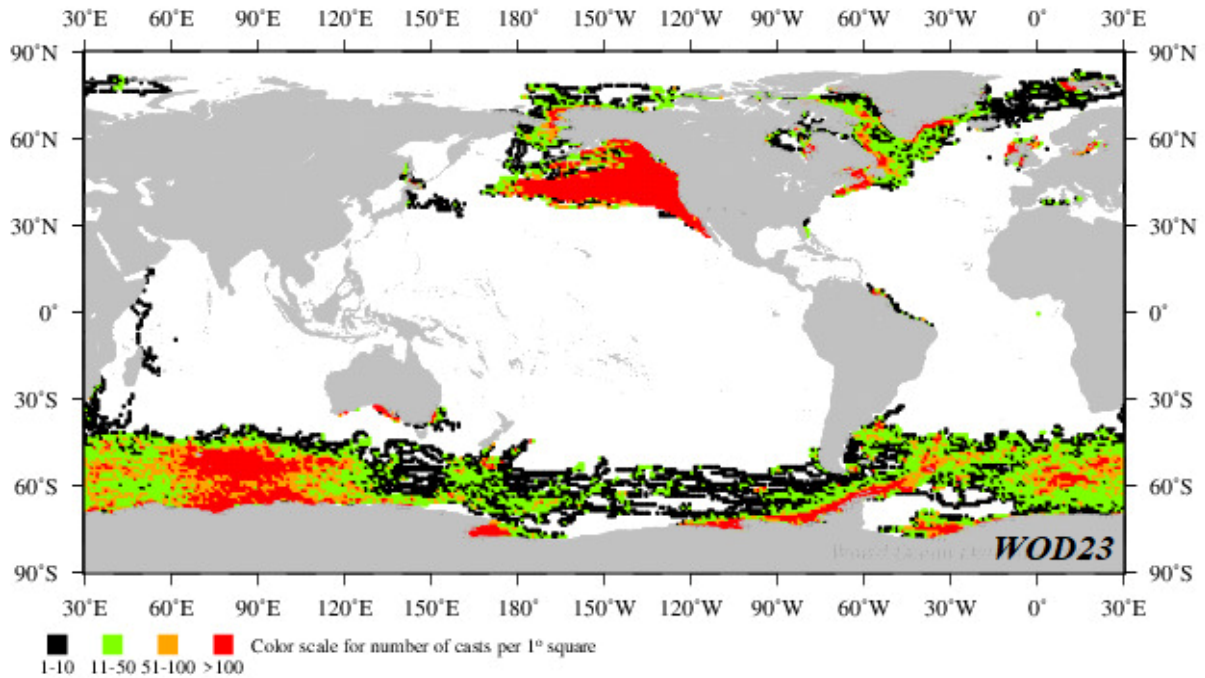 30˚E 60˚E 90˚E 120˚E 150˚E 180˚ 150˚W 120˚W 90˚W 60˚W 30˚W 0˚ 30˚E
90˚N 90˚N
60˚N 60˚N
30˚N 30˚N
0˚ 0˚
30˚S 30˚S
60˚S 60˚S
WOD23
90˚S 90˚S
30˚E 60˚E 90˚E 120˚E 150˚E 180˚ 150˚W 120˚W 90˚W 60˚W 30˚W 0˚ 30˚E
Color scale for number of casts per 1º square
1-10 11-50 51-100 >100